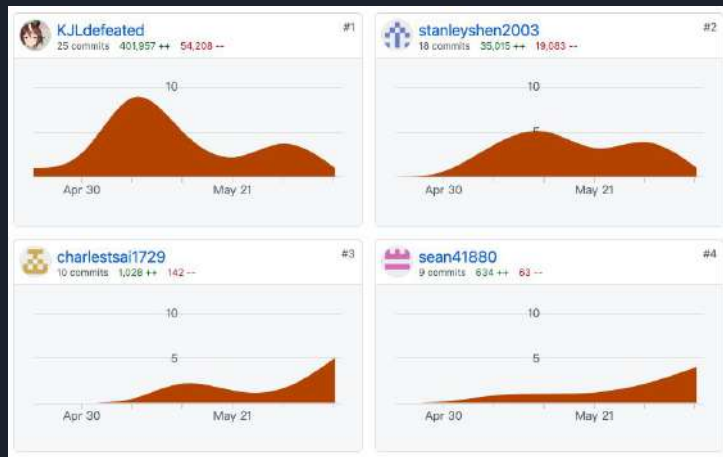 KJLdefeated #1
25 commits 401,957 ++ 54,208 --
10
Apr 30 May 21
stanleyshen2003 #2
18 commits 35,015 ++ 19,083 --
10
5
Apr 30 May 21
charlestsai1729 #3
10 commits 1,028 ++ 142 --
10
5
Apr 30 May 21
sean41880 #4
9 commits 634 ++ 63 --
10
5
Apr 30 May 21